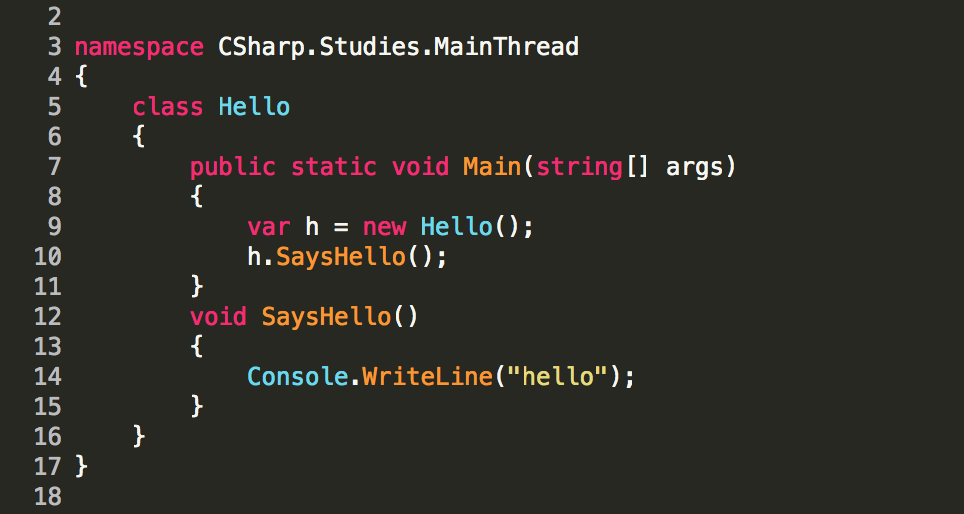 2
3 namespace CSharp.Studies.MainThread
4 {
5     class Hello
6     {
7         public static void Main(string[] args)
8         {
9             var h = new Hello();
10             h.SaysHello();
11         }
12         void SaysHello()
13         {
14             Console.WriteLine("hello");
15         }
16     }
17 }
18